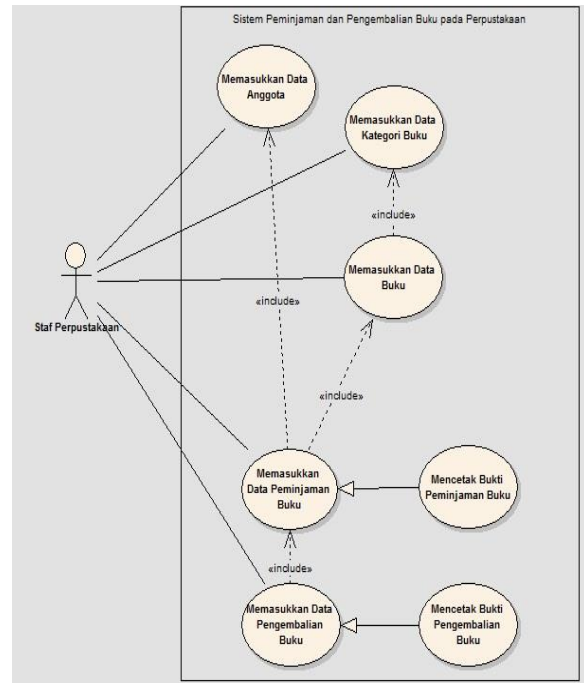 Sistem Peminjaman dan Pengembalian Buku pada Perpustakaan
Memasukkan Data
Anggota
Memasukkan Data
Kategori Buku
«include»
Memasukkan Data
Buku
«include»
Staf Perpustakaan
«include»
Memasukkan
Data Peminjaman
Buku
Mencetak Bukti
Peminjaman Buku
«include»
Memasukkan Data
Pengembalian
Buku
Mencetak Bukti
Pengembalian
Buku